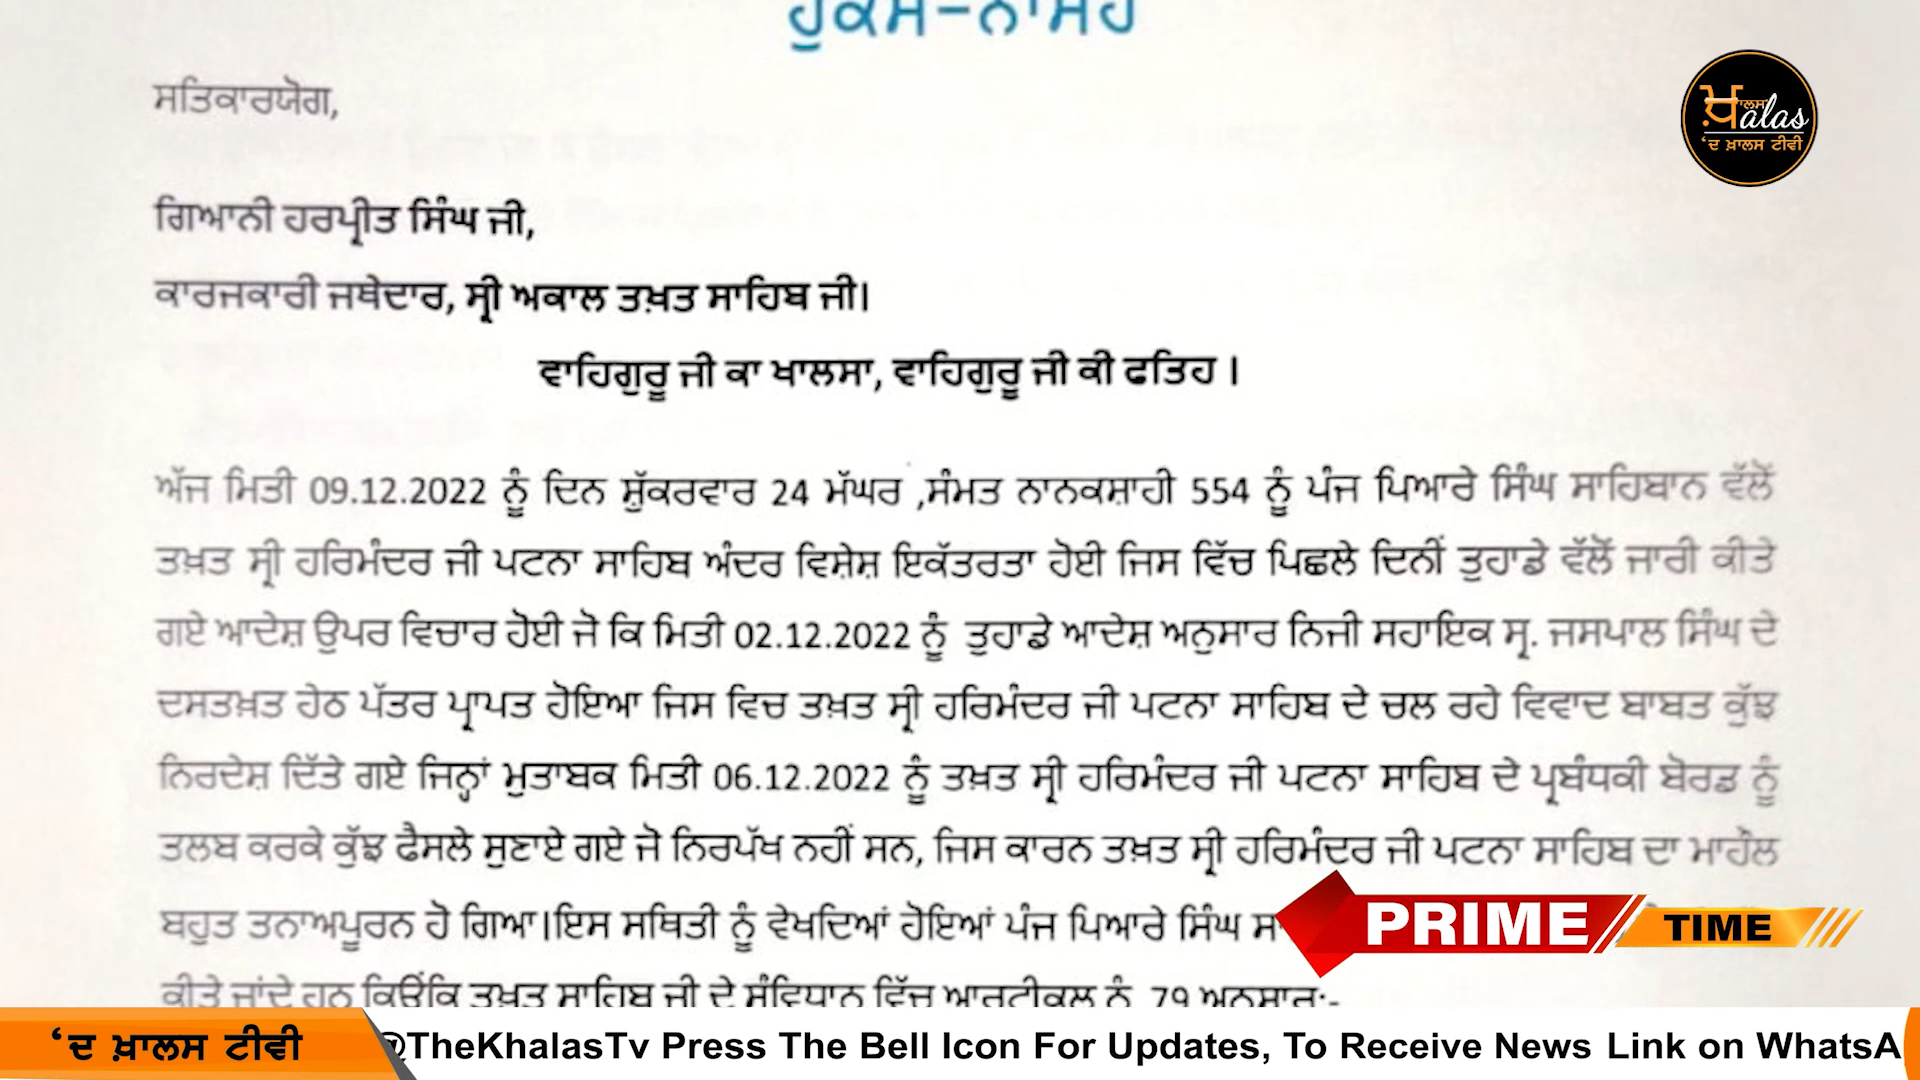 ਹੁਕਮ-ਨਾਮਹ
ਸਤਿਕਾਰਯੋਗ,
ਗਿਆਨੀ ਹਰਪ੍ਰੀਤ ਸਿੰਘ ਜੀ,
ਕਾਰਜਕਾਰੀ ਜਥੇਦਾਰ, ਸ੍ਰੀ ਅਕਾਲ ਤਖ਼ਤ ਸਾਹਿਬ ਜੀ।
ਵਾਹਿਗੁਰੂ ਜੀ ਕਾ ਖਾਲਸਾ, ਵਾਹਿਗੁਰੂ ਜੀ ਕੀ ਫਤਿਹ ।
ਅੱਜ ਮਿਤੀ 09.12.2022 ਨੂੰ ਦਿਨ ਸ਼ੁੱਕਰਵਾਰ 24 ਮੱਘਰ ,ਸੰਮਤ ਨਾਨਕਸ਼ਾਹੀ 554 ਨੂੰ ਪੰਜ ਪਿਆਰੇ ਸਿੰਘ ਸਾਹਿਬਾਨ ਵੱਲੋਂ
ਤਖ਼ਤ ਸ੍ਰੀ ਹਰਿਮੰਦਰ ਜੀ ਪਟਨਾ ਸਾਹਿਬ ਅੰਦਰ ਵਿਸ਼ੇਸ਼ ਇਕੱਤਰਤਾ ਹੋਈ ਜਿਸ ਵਿੱਚ ਪਿਛਲੇ ਦਿਨੀਂ ਤੁਹਾਡੇ ਵੱਲੋਂ ਜਾਰੀ ਕੀਤੇ
ਗਏ ਆਦੇਸ਼ ਉਪਰ ਵਿਚਾਰ ਹੋਈ ਜੋ ਕਿ ਮਿਤੀ 02.12.2022 ਨੂੰ ਤੁਹਾਡੇ ਆਦੇਸ਼ ਅਨੁਸਾਰ ਨਿਜੀ ਸਹਾਇਕ ਸ੍ਰ. ਜਸਪਾਲ ਸਿੰਘ ਦੇ
ਦਸਤਖ਼ਤ ਹੇਠ ਪੱਤਰ ਪ੍ਰਾਪਤ ਹੋਇਆ ਜਿਸ ਵਿਚ ਤਖ਼ਤ ਸ੍ਰੀ ਹਰਿਮੰਦਰ ਜੀ ਪਟਨਾ ਸਾਹਿਬ ਦੇ ਚਲ ਰਹੇ ਵਿਵਾਦ ਬਾਬਤ ਕੁੱਝ
ਨਿਰਦੇਸ਼ ਦਿੱਤੇ ਗਏ ਜਿਨ੍ਹਾਂ ਮੁਤਾਬਕ ਮਿਤੀ 06.12.2022 ਨੂੰ ਤਖ਼ਤ ਸ੍ਰੀ ਹਰਿਮੰਦਰ ਜੀ ਪਟਨਾ ਸਾਹਿਬ ਦੇ ਪ੍ਰਬੰਧਕੀ ਬੋਰਡ ਨੂੰ
ਤਲਬ ਕਰਕੇ ਕੁੱਝ ਫੈਸਲੇ ਸੁਣਾਏ ਗਏ ਜੋ ਨਿਰਪੱਖ ਨਹੀਂ ਸਨ, ਜਿਸ ਕਾਰਨ ਤਖ਼ਤ ਸ੍ਰੀ ਹਰਿਮੰਦਰ ਜੀ ਪਟਨਾ ਸਾਹਿਬ ਦਾ ਮਾਹੌਲ
ਬਹੁਤ ਤਨਾਅਪੂਰਨ ਹੋ ਗਿਆ।ਇਸ ਸਥਿਤੀ ਨੂੰ ਵੇਖਦਿਆਂ ਹੋਇਆਂ ਪੰਜ ਪਿਆਰੇ ਸਿੰਘ
ਕੀਤੇ ਜਾਂਦੇ ਹਨ ਕਿਉਂਕਿ ਤਖ਼ਤ ਸਾਹਿਬ ਜੀ ਦੇ ਸੰਵਿਧਾਨ ਵਿੱਚ ਆਰਟੀਕਲ ਨੰ 79 ਅਨੁਸਾਰ:-
ਖ਼ਾਲਸ alas
'ਦ ਖ਼ਾਲਸ ਟੀਵੀ
PRIME TIME
'ਦ ਖ਼ਾਲਸ ਟੀਵੀ
@TheKhalasTv Press The Bell Icon For Updates, To Receive News Link on WhatsA